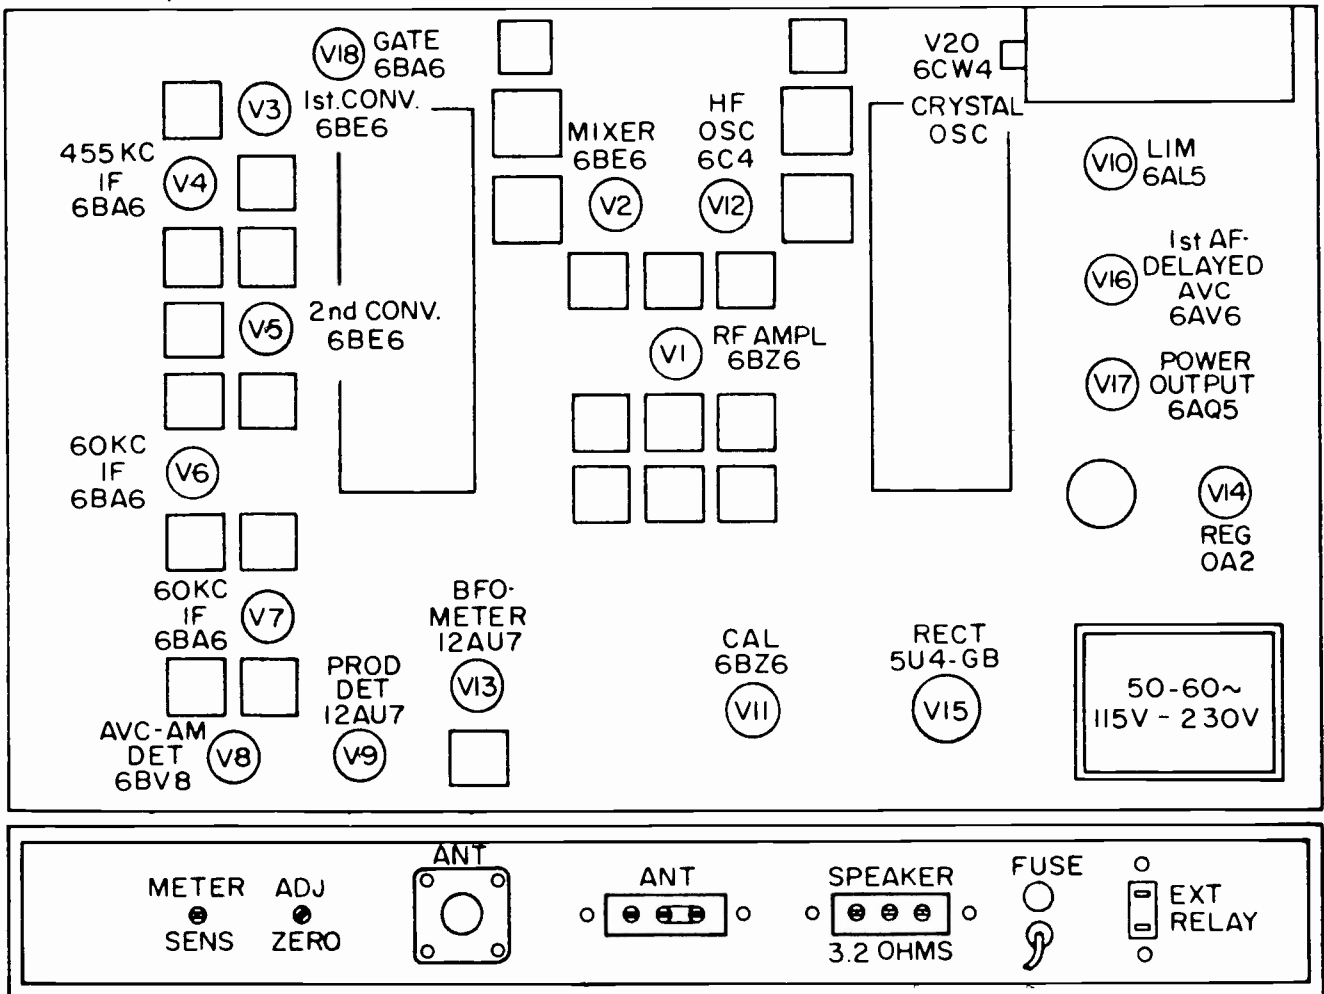 V18
GATE
6BA6
V3
1st.CONV.
6BE6
455KC
IF
6BA6
V4
MIXER
6BE6
V2
HF
OSC
6C4
V12
V20
6CW4
CRYSTAL
OSC
V10
LIM
6AL5
V16
1st AF-
DELAYED
AVC
6AV6
V5
2nd CONV.
6BE6
V1
RF AMPL
6BZ6
V17
POWER
OUTPUT
6AQ5
60KC
IF
6BA6
V6
V14
REG
OA2
60KC
IF
6BA6
V7
BFO-
METER
12AU7
V13
PROD
DET
12AU7
V9
AVC-AM
DET
6BV8
V8
CAL
6BZ6
V11
RECT
5U4-GB
V15
50-60~
115V - 230V
METER
SENS
ADJ
ZERO
ANT
ANT
SPEAKER
3.2 OHMS
FUSE
EXT
RELAY